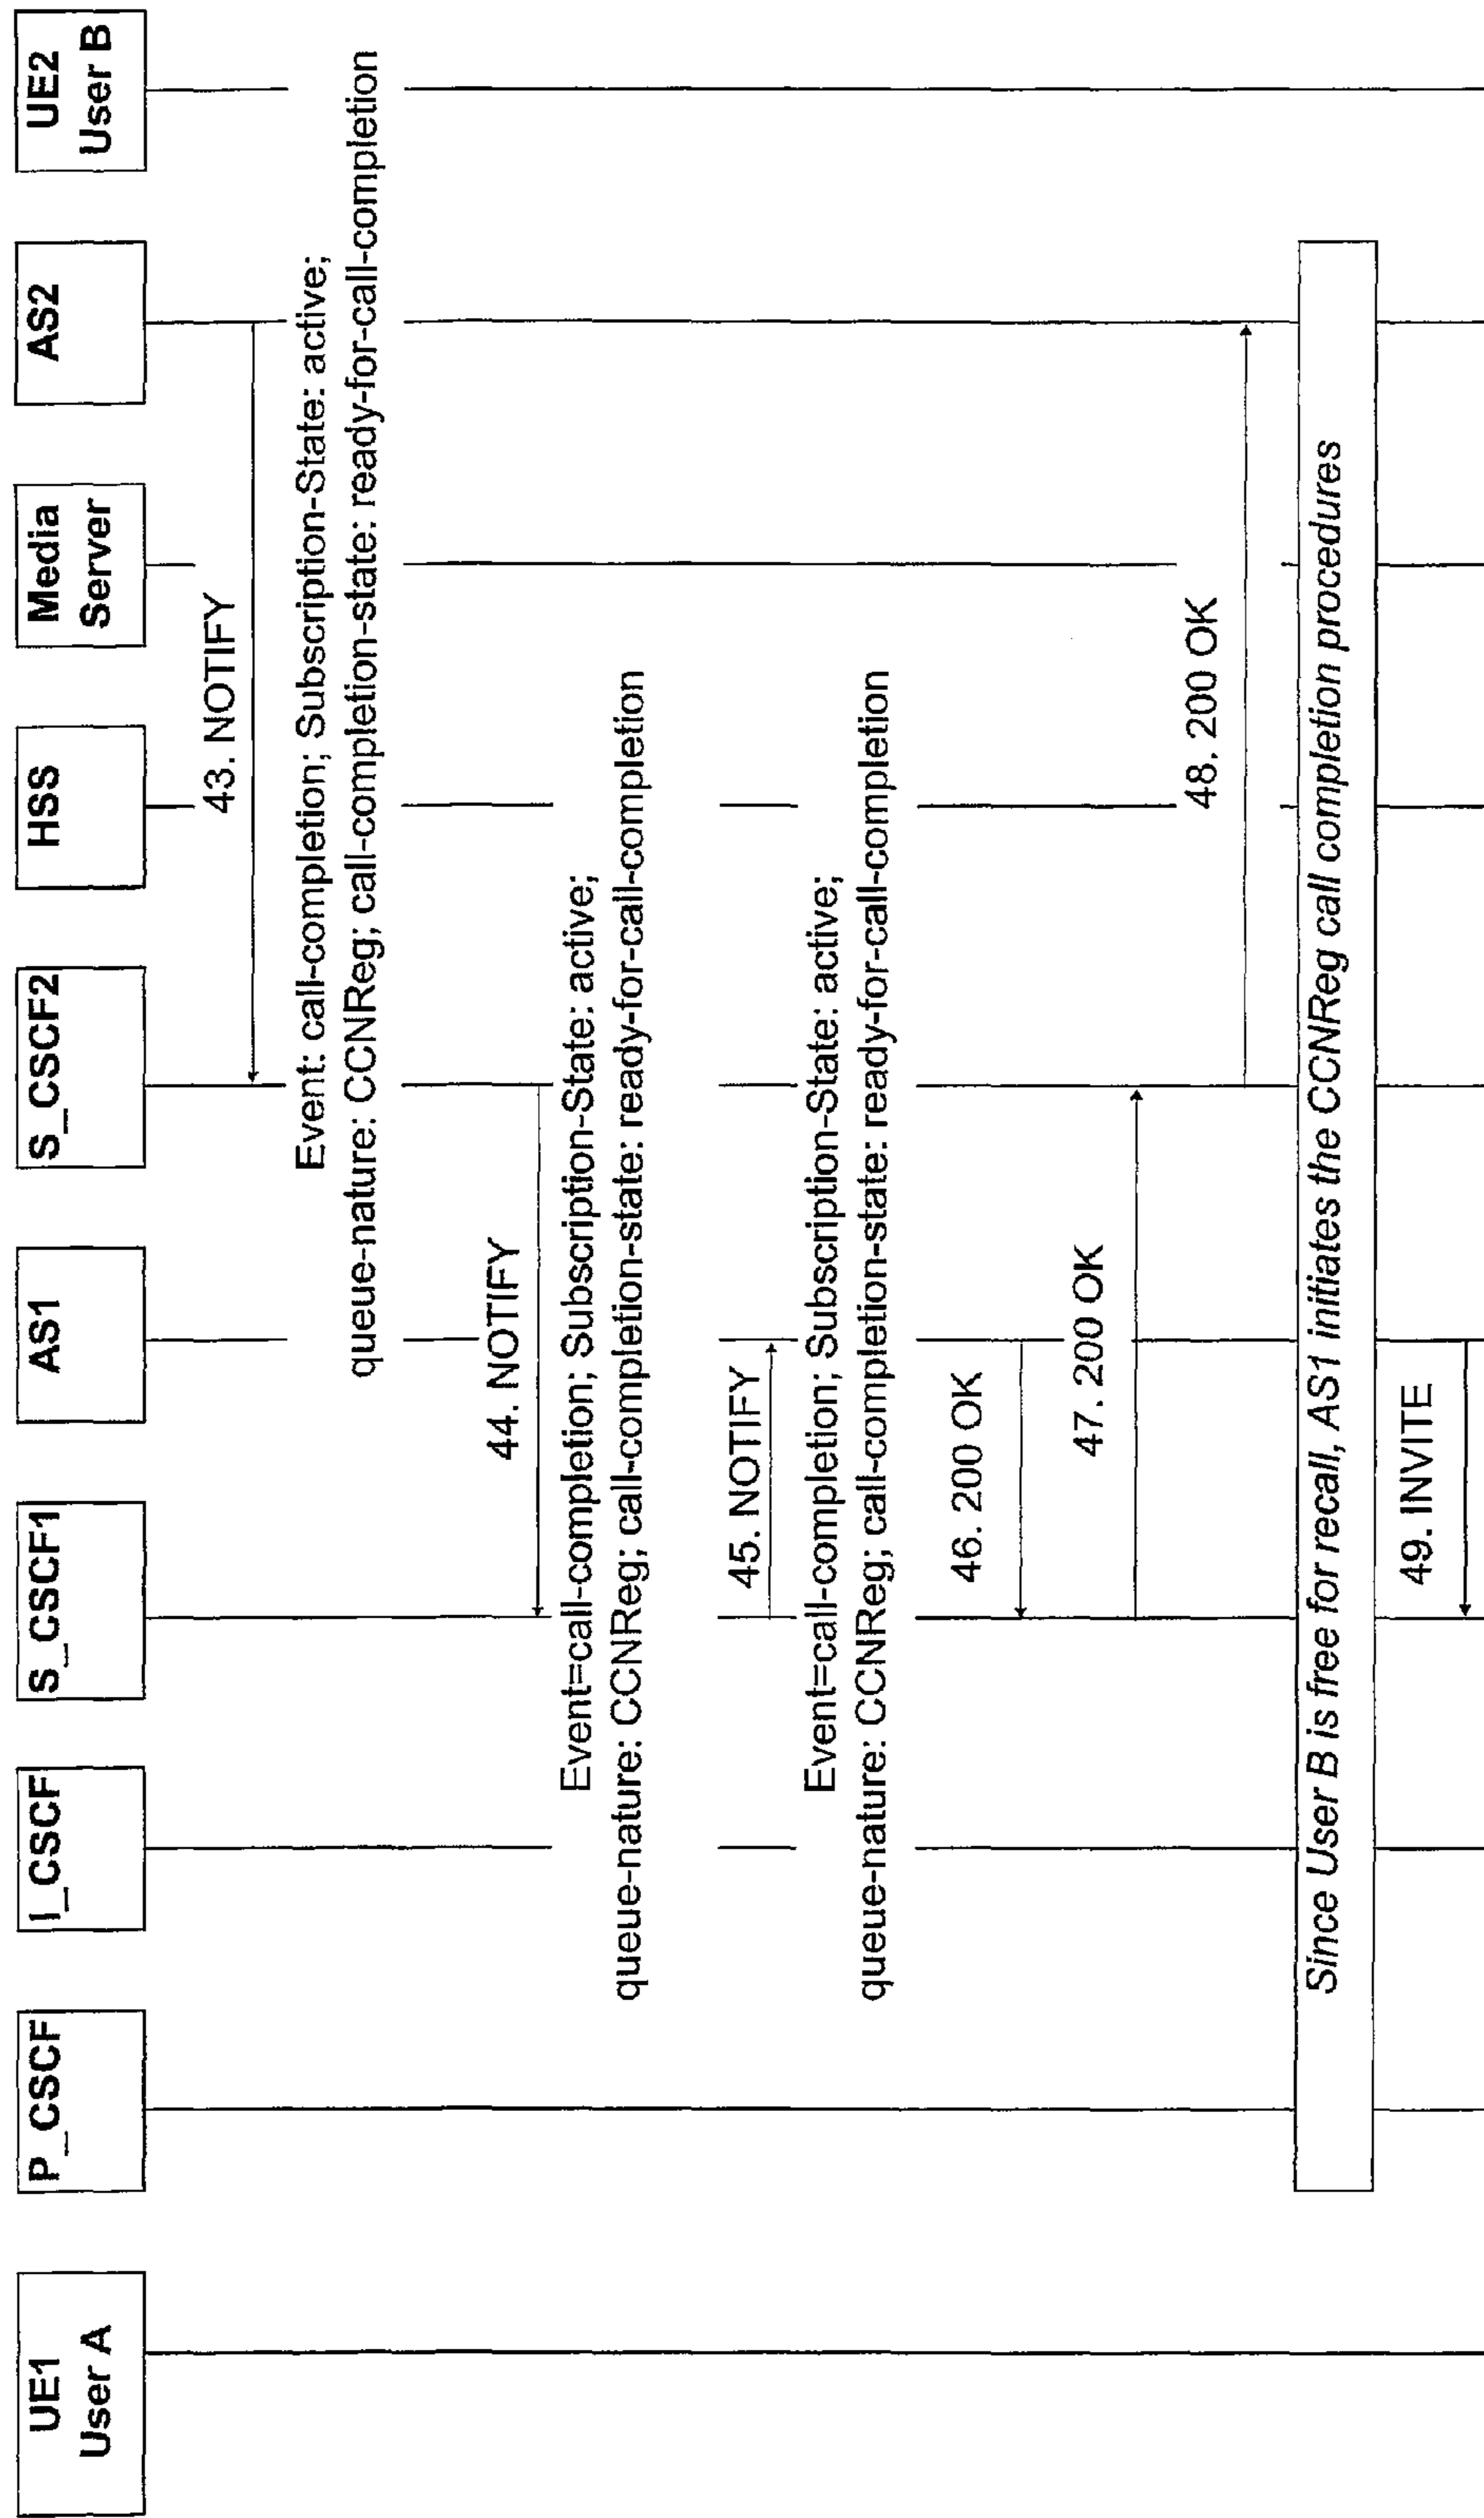 UE1
User A
P_CSCF
I_CSCF
S_CSCF1
AS1
S_CSCF2
HSS
Media
Server
AS2
UE2
User B
43. NOTIFY
Event: call-completion; Subscription-State: active;
queue-nature: CCNReg; call-completion-state: ready-for-call-completion
44. NOTIFY
Event=call-completion; Subscription-State: active;
queue-nature: CCNReg; call-completion-state: ready-for-call-completion
45. NOTIFY
Event=call-completion; Subscription-State: active;
queue-nature: CCNReg; call-completion-state: ready-for-call-completion
46. 200 OK
47. 200 OK
48. 200 OK
Since User B is free for recall, AS1 initiates the CCNReg call completion procedures
49. INVITE